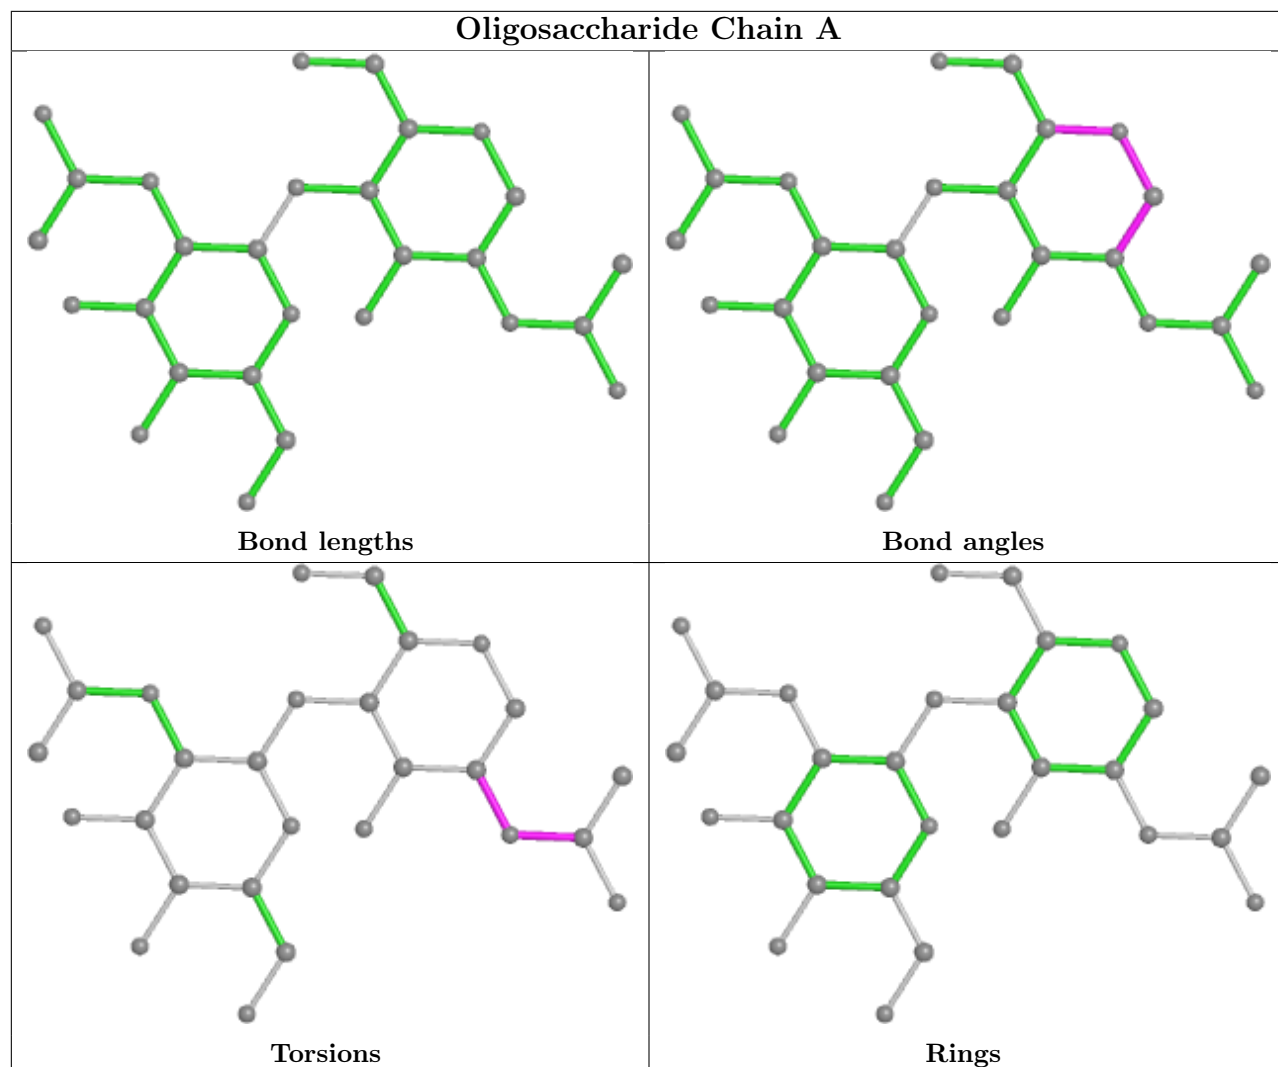 Oligosaccharide Chain A
Bond lengths
Bond angles
Torsions
Rings